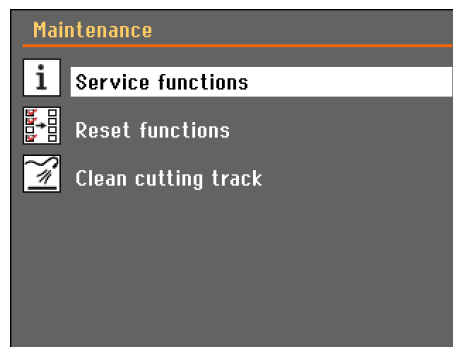 Maintenance
i Service functions
Reset functions
Clean cutting track